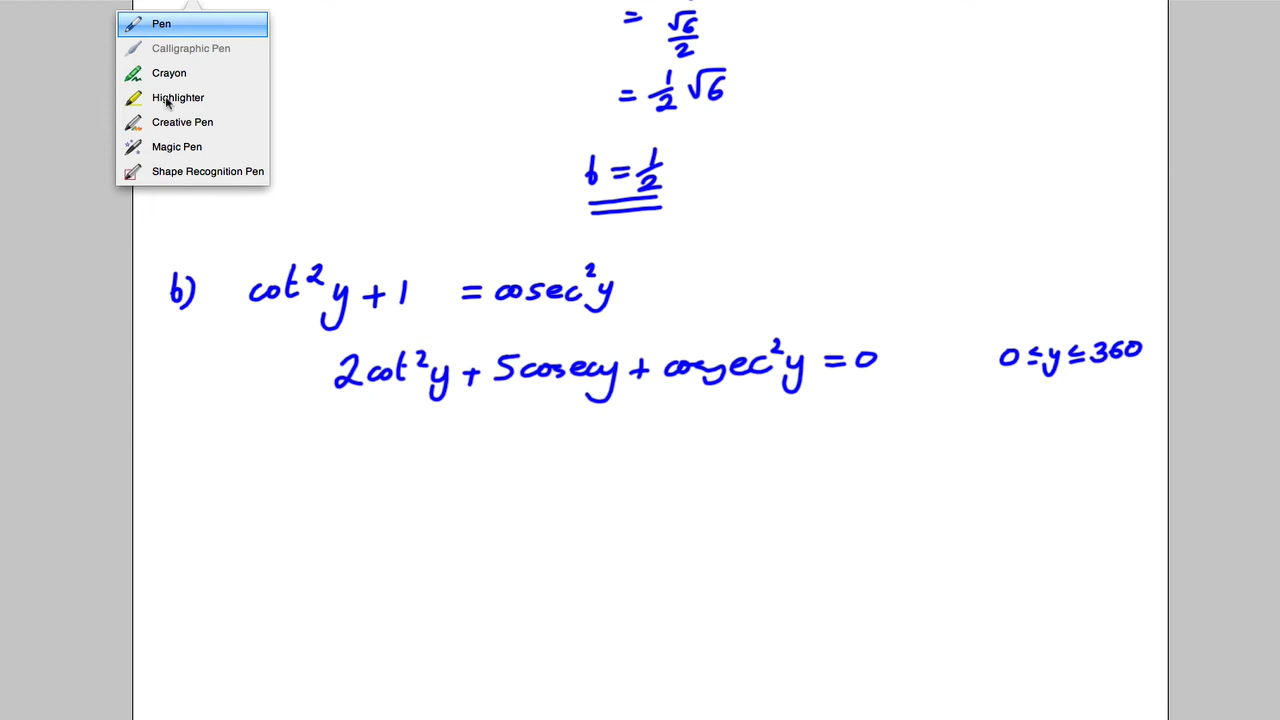 Pen
Calligraphic Pen
Crayon
Highlighter
Creative Pen
Magic Pen
Shape Recognition Pen
= √6/2
= 1/2 √6
b = 1/2
b) cot²y + 1 = cosec²y
2cot²y + 5cosecy + cosec²y = 0 0 ≤ y ≤ 360